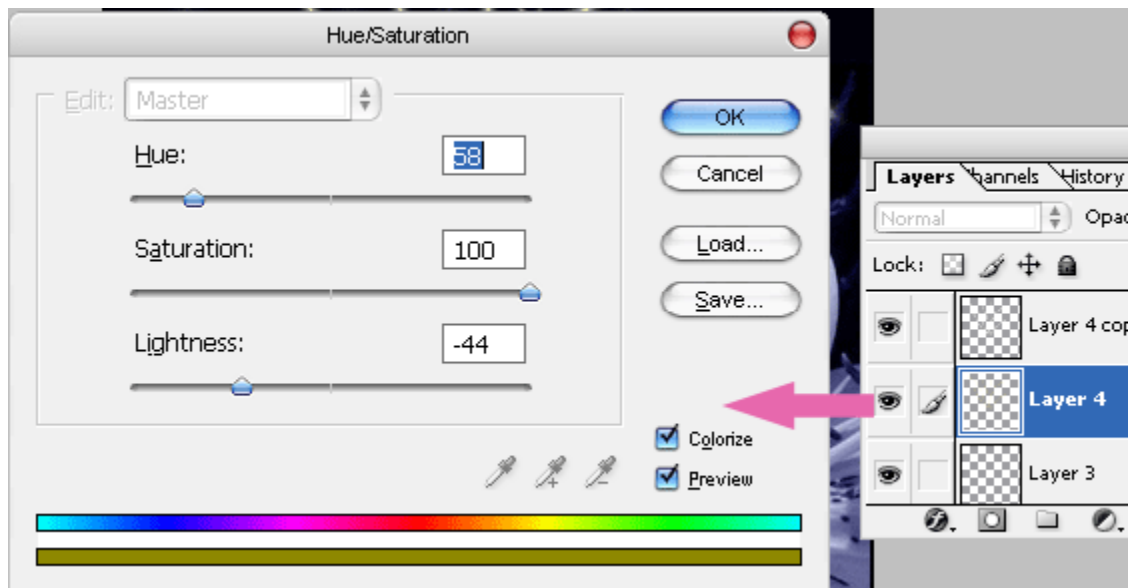 Hue/Saturation
Edit: Master
OK
Hue: 58
Cancel
Layers Channels History
Normal Opac
Saturation: 100
Load...
Lock:
Save...
Lightness: -44
Layer 4 cop
Layer 4
Colorize
Layer 3
Preview